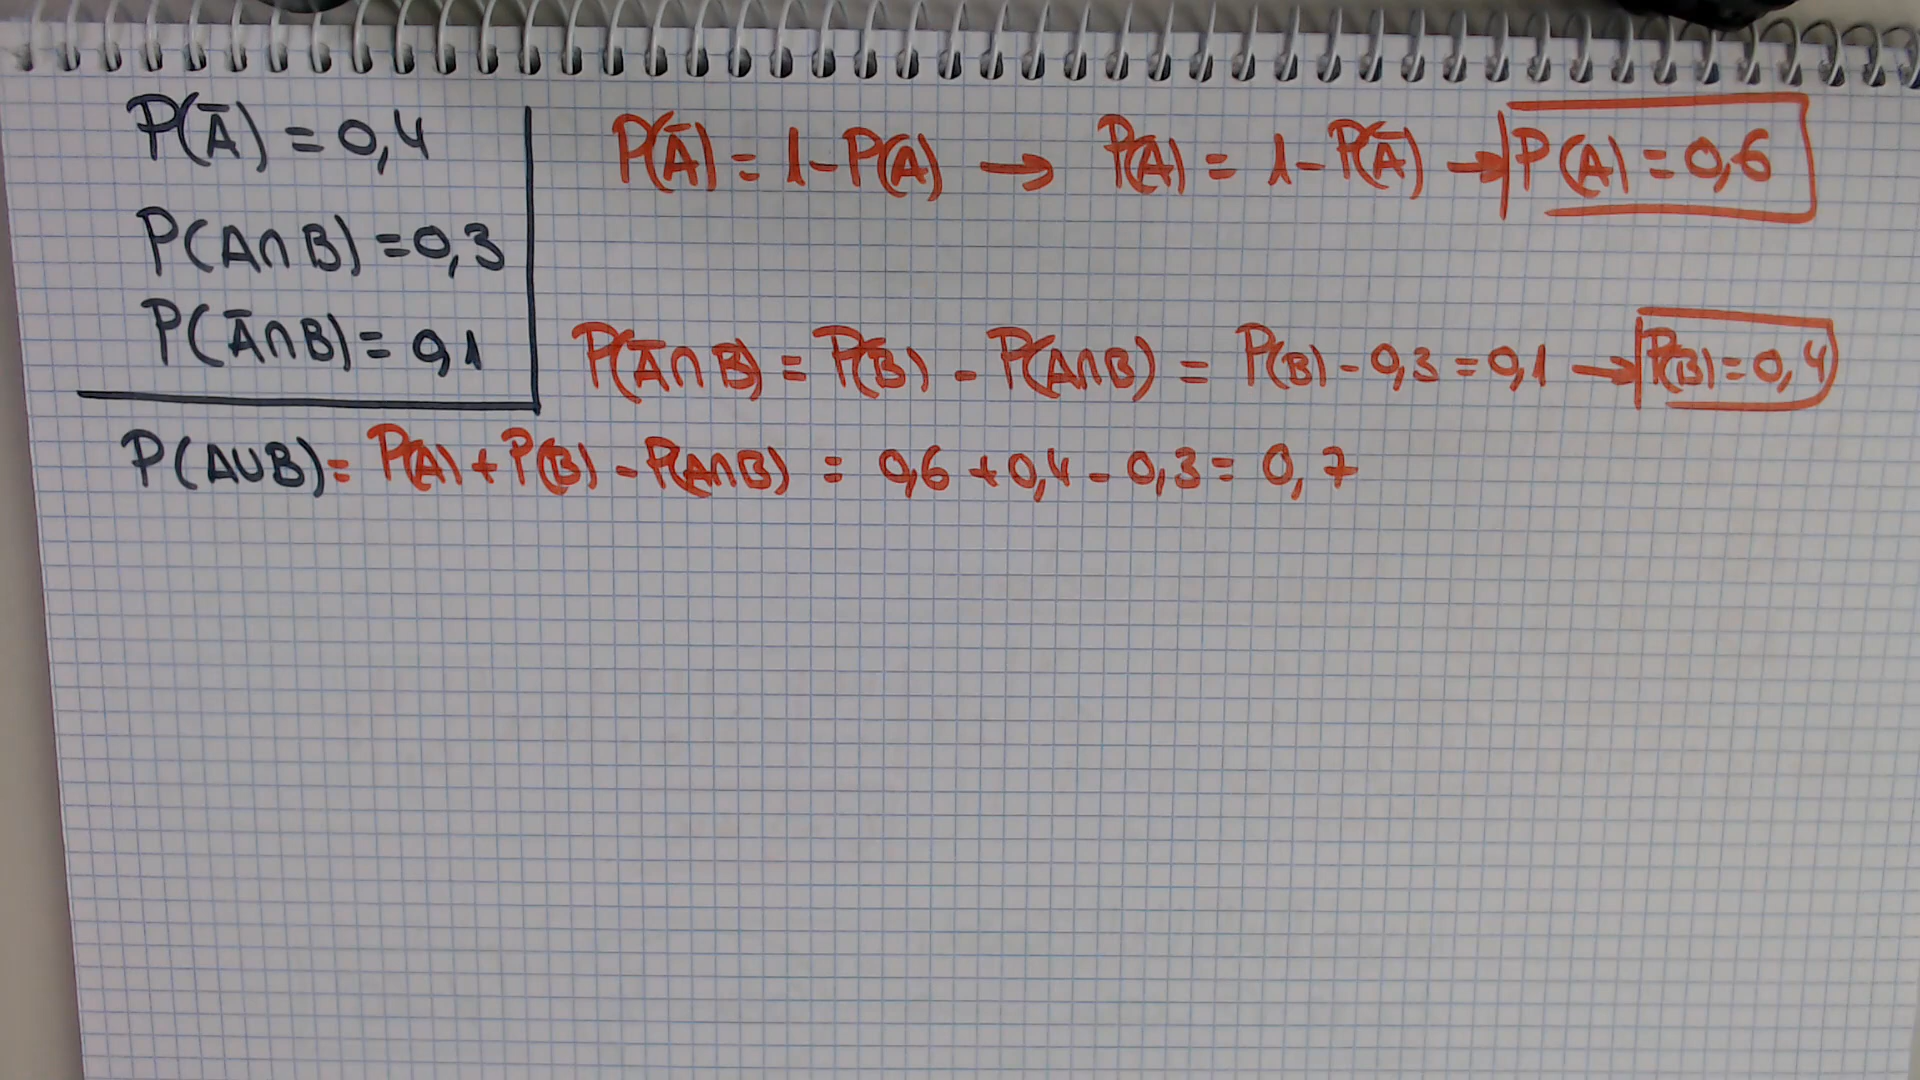 P(Ā) = 0,4
P(Ā) = 1 - P(A) → P(A) = 1 - P(Ā) → P(A) = 0,6
P(A∩B) = 0,3
P(Ā∩B) = 0,1
P(Ā∩B) = P(B) - P(A∩B) = P(B) - 0,3 = 0,1 → P(B) = 0,4
P(A∪B) = P(A) + P(B) - P(A∩B) = 0,6 + 0,4 - 0,3 = 0,7